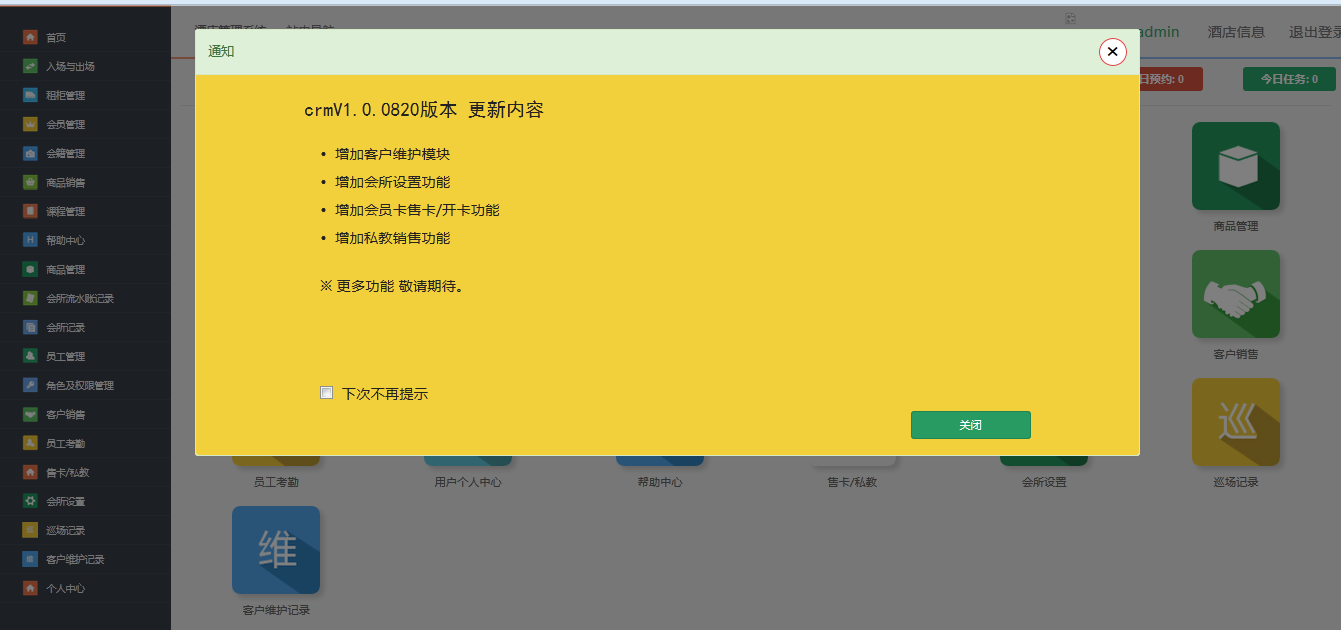 首页
入场与出场
租柜管理
会员管理
会籍管理
商品销售
课程管理
帮助中心
商品管理
会所流水账记录
会所记录
员工管理
角色及权限管理
客户销售
员工考勤
售卡/私教
会所设置
巡场记录
客户维护记录
个人中心
admin
酒店信息
退出登录
日预约: 0
今日任务: 0
通知
crmV1.0.0820版本 更新内容
• 增加客户维护模块
• 增加会所设置功能
• 增加会员卡售卡/开卡功能
• 增加私教销售功能
※ 更多功能 敬请期待。
下次不再提示
关闭
商品管理
客户销售
巡
员工考勤
用户个人中心
帮助中心
售卡/私教
会所设置
巡场记录
维
客户维护记录